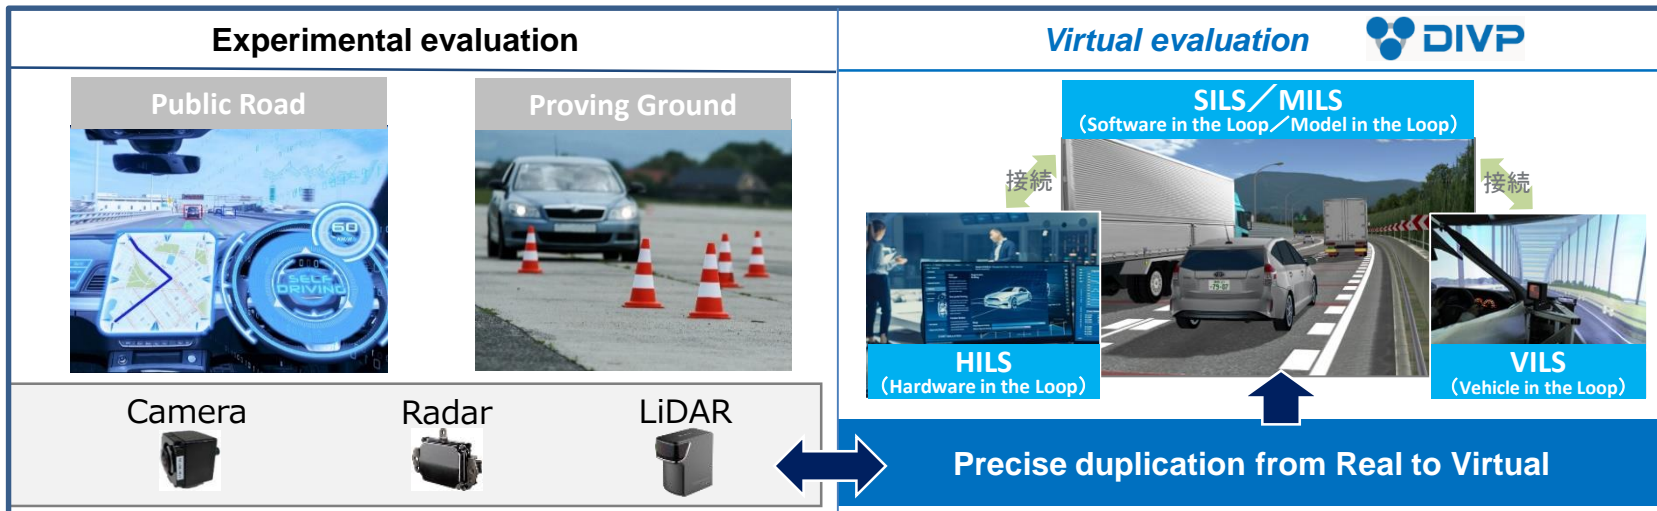 Experimental evaluation
Virtual evaluation
DIVP
Public Road
Proving Ground
SILS／MILS
（Software in the Loop／Model in the Loop）
接続
接続
60
SELF
DRIVING
HILS
（Hardware in the Loop）
VILS
（Vehicle in the Loop）
Camera
Radar
LiDAR
Precise duplication from Real to Virtual